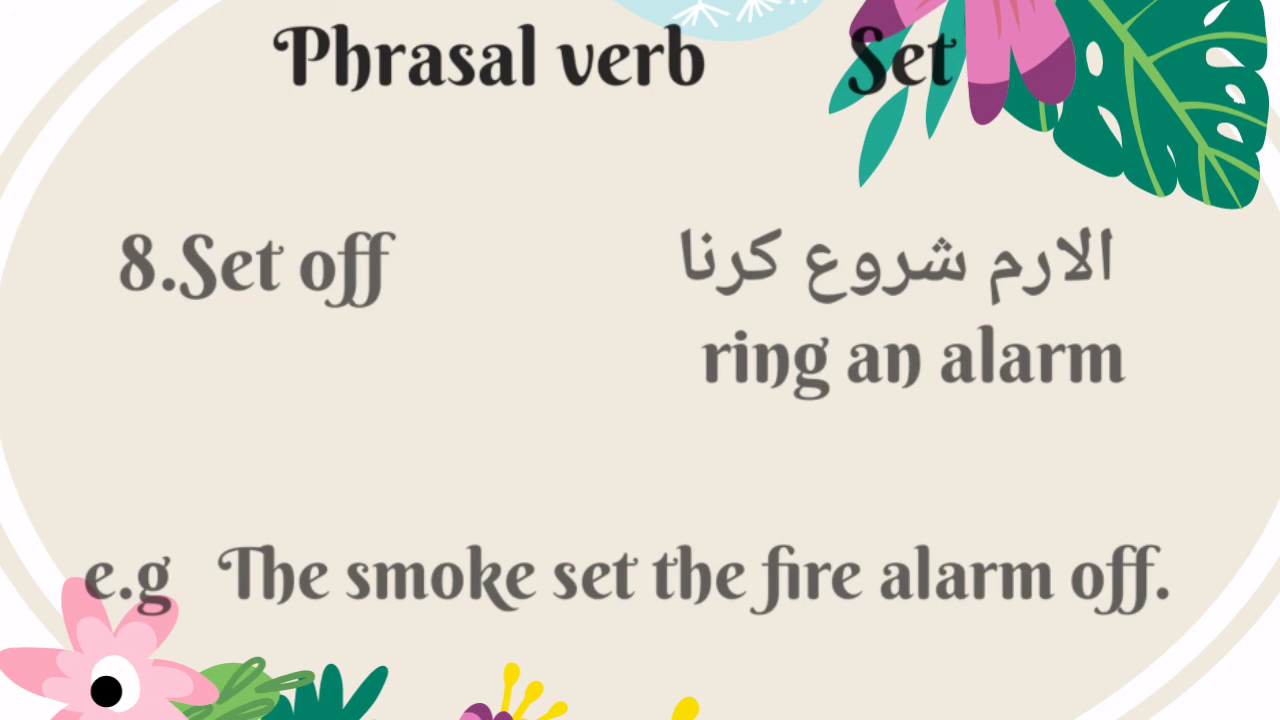 Phrasal verb Set
8.Set off الارم شروع کرنا
ring an alarm
e.g The smoke set the fire alarm off.